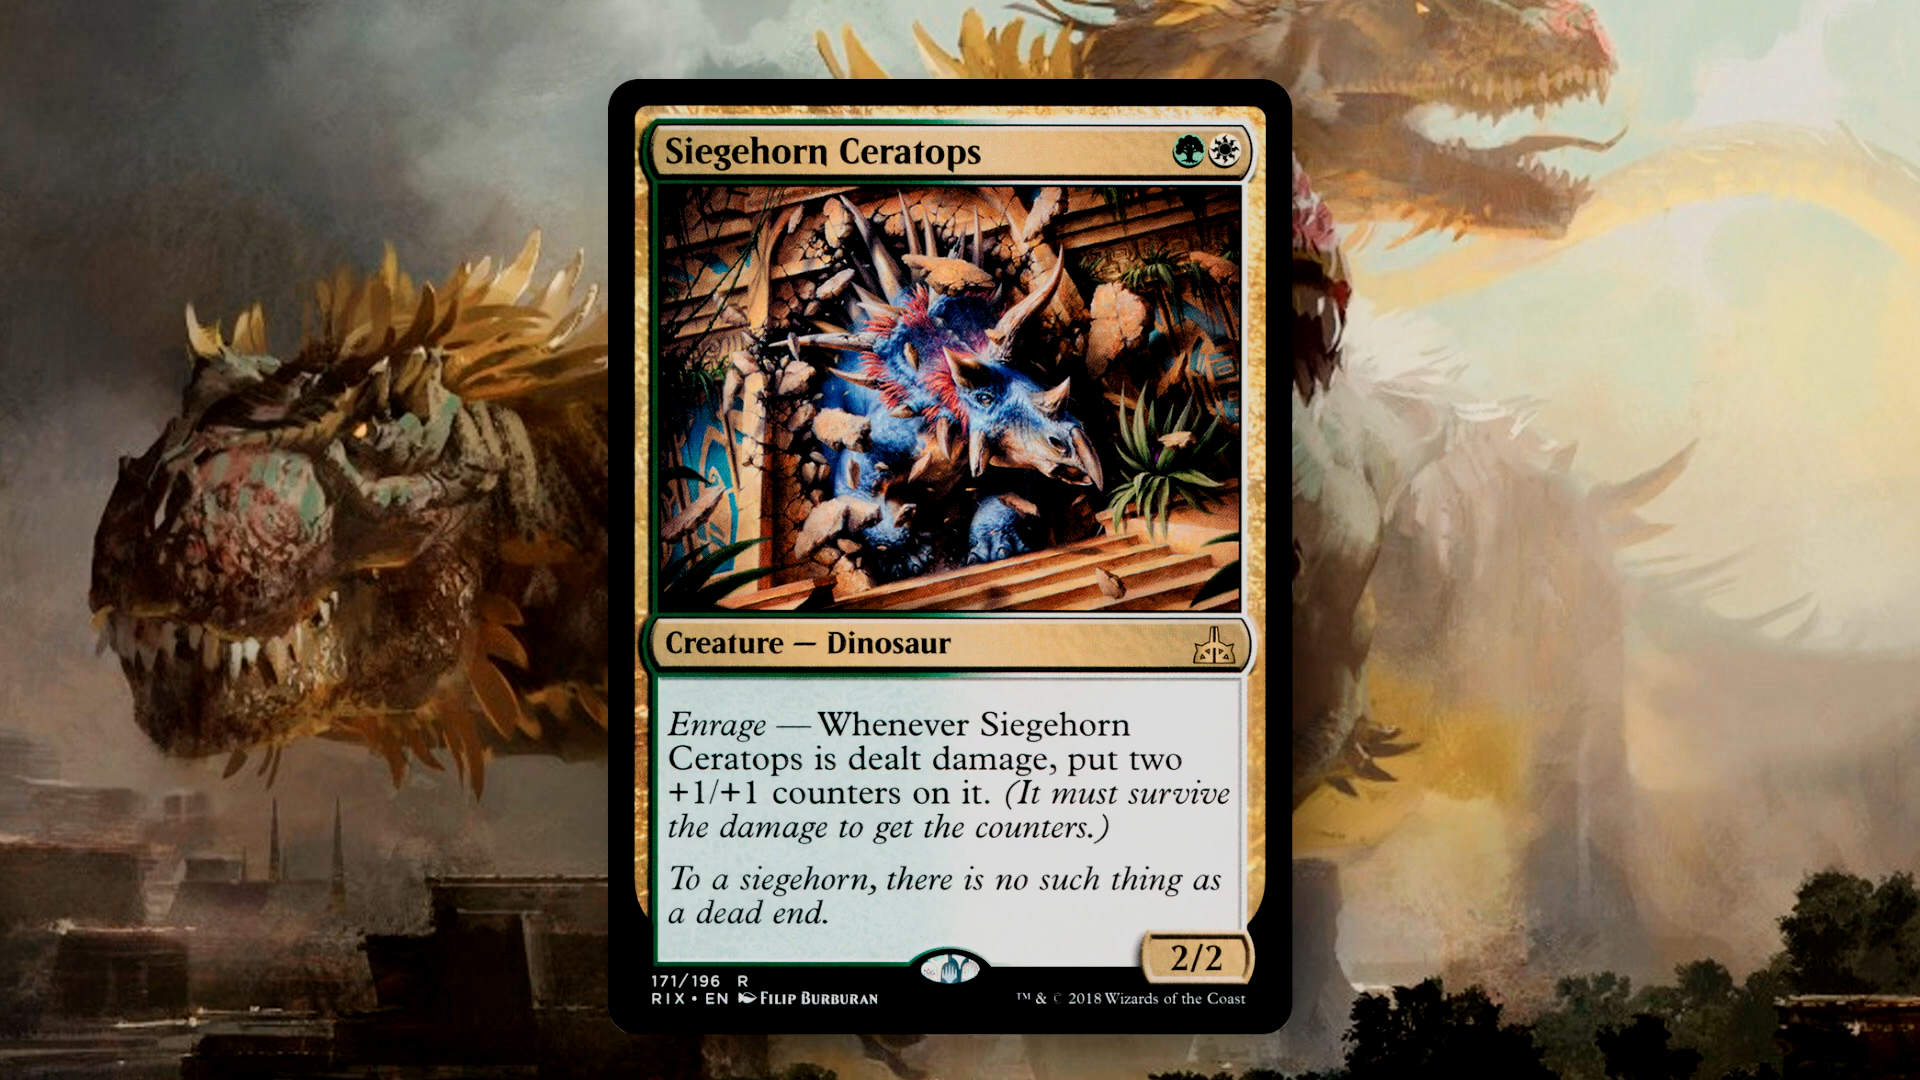 Siegehorn Ceratops
Creature — Dinosaur
Enrage — Whenever Siegehorn
Ceratops is dealt damage, put two
+1/+1 counters on it. (It must survive
the damage to get the counters.)
To a siegehorn, there is no such thing as
a dead end.
2/2
171/196 R
RIX • EN Filip Burburan
™ & © 2018 Wizards of the Coast